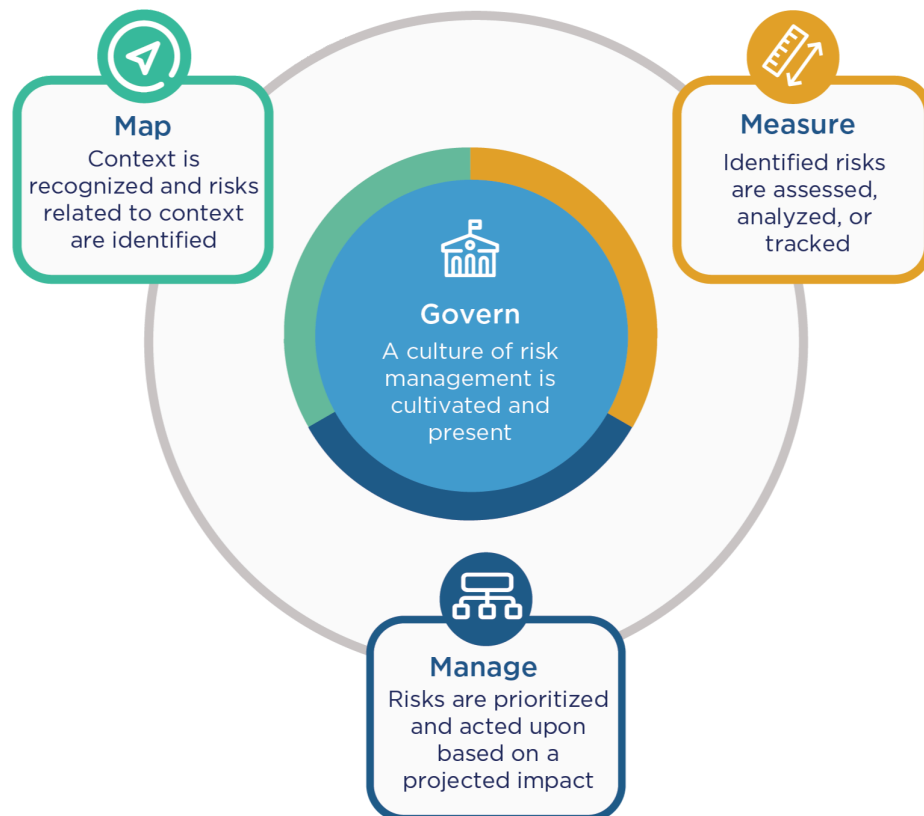 Map
Context is
recognized and risks
related to context
are identified
Measure
Identified risks
are assessed,
analyzed, or
tracked
Govern
A culture of risk
management is
cultivated and
present
Manage
Risks are prioritized
and acted upon
based on a
projected impact